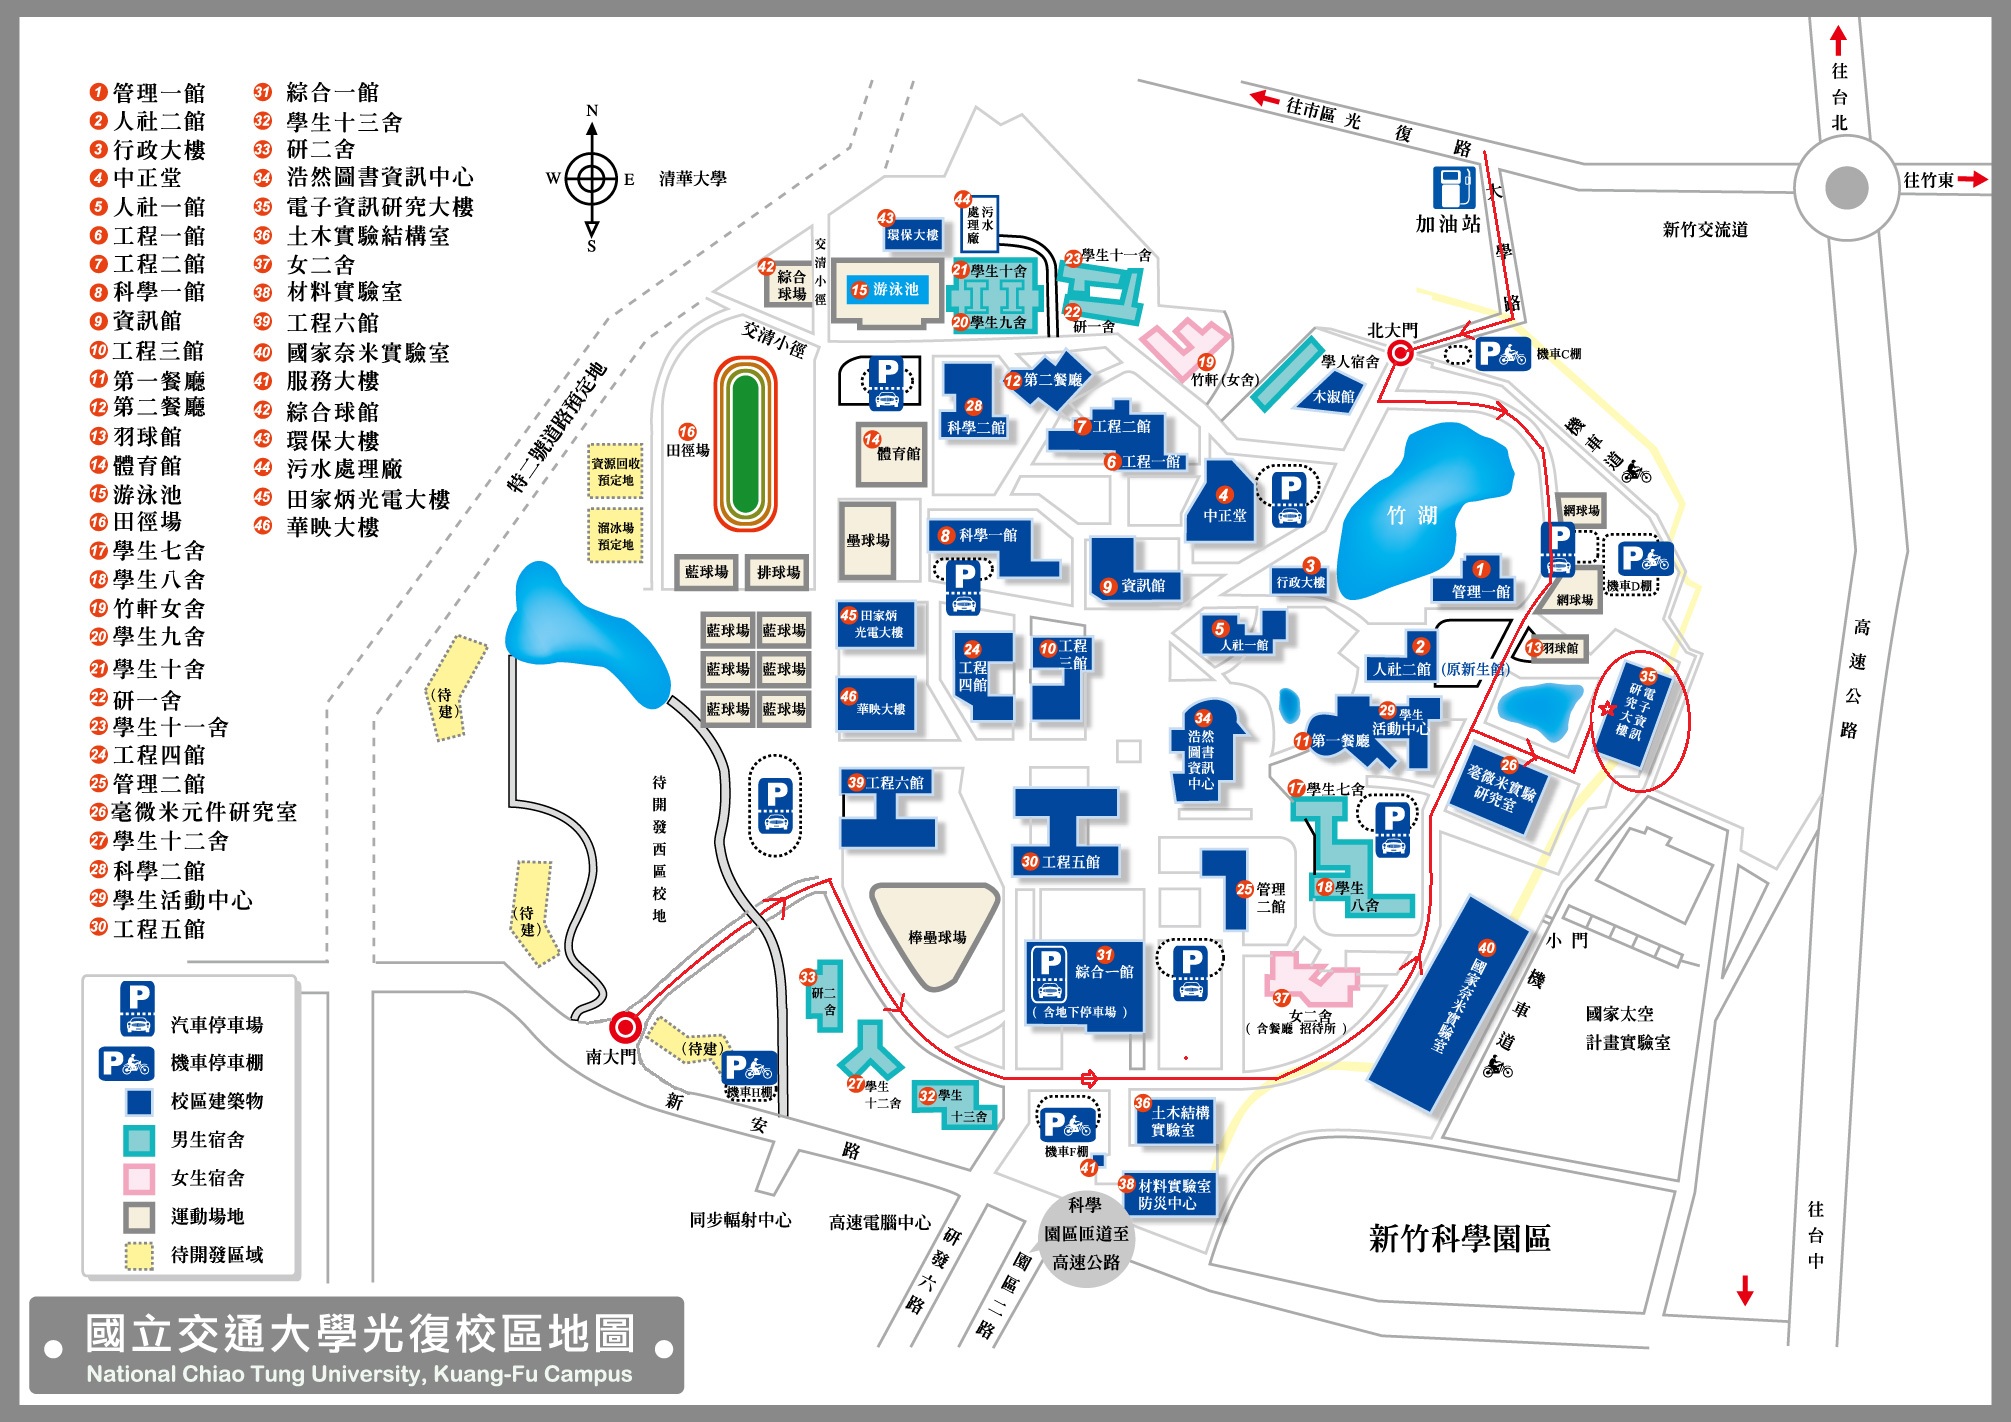 1 管理一館
2 人社二館
3 行政大樓
4 中正堂
5 人社一館
6 工程一館
7 工程二館
8 科學一館
9 資訊館
10 工程三館
11 第一餐廳
12 第二餐廳
13 羽球館
14 體育館
15 游泳池
16 田徑場
17 學生七舍
18 學生八舍
19 竹軒女舍
20 學生九舍
21 學生十舍
22 研一舍
23 學生十一舍
24 工程四館
25 管理二館
26 毫微米元件研究室
27 學生十二舍
28 科學二館
29 學生活動中心
30 工程五館
31 綜合一館
32 學生十三舍
33 研二舍
34 浩然圖書資訊中心
35 電子資訊研究大樓
36 土木實驗結構室
37 女二舍
38 材料實驗室
39 工程六館
40 國家奈米實驗室
41 服務大樓
42 綜合球館
43 環保大樓
44 污水處理廠
45 田家炳光電大樓
46 華映大樓
N
W
E
S
清華大學
往市區
光復路
往台北
往竹東
新竹交流道
加油站
大學路
北大門
P
機車C棚
機車道
學人宿舍
木淑館
44
污水
處理廠
43
環保大樓
交清小徑
42
綜合
球場
15 游泳池
21 學生十舍
20 學生九舍
23 學生十一舍
22
研一舍
19
竹軒(女舍)
交清小徑
特二號道路預定地
16
田徑場
資源回收
預定地
溜冰場
預定地
P
14
體育館
28
科學二館
12 第二餐廳
7 工程二館
6 工程一館
4
中正堂
P
竹湖
網球場
P
P
機車D棚
網球場
壘球場
藍球場
排球場
8 科學一館
P
9 資訊館
3
行政大樓
1
管理一館
藍球場
藍球場
藍球場
藍球場
藍球場
藍球場
45 田家炳
光電大樓
24
工程
四館
10 工程
三館
5
人社一館
2
人社二館
(原新生館)
13 羽球館
35
電子資訊
研究大樓
高速公路
46
華映大樓
34
浩然
圖書
資訊
中心
29 學生
活動中心
11 第一餐廳
26
毫微米實驗
研究室
(待建)
待開發西區校地
P
39 工程六館
30 工程五館
17 學生七舍
P
18 學生
八舍
25 管理
二館
(待建)
棒壘球場
P
31
綜合一館
(含地下停車場)
P
37
女二舍
(含餐廳 招待所)
40
國家奈米實驗室
小門
機車道
國家太空
計畫實驗室
33
研二
舍
南大門
(待建)
P
機車H棚
27 學生
十二舍
32 學生
十三舍
P
機車F棚
41
36
土木結構
實驗室
38 材料實驗室
防災中心
新安路
同步輻射中心
高速電腦中心
研發六路
園區二路
科學
園區匝道至
高速公路
新竹科學園區
往台中
P
汽車停車場
P
機車停車棚
校區建築物
男生宿舍
女生宿舍
運動場地
待開發區域
國立交通大學光復校區地圖
National Chiao Tung University, Kuang-Fu Campus